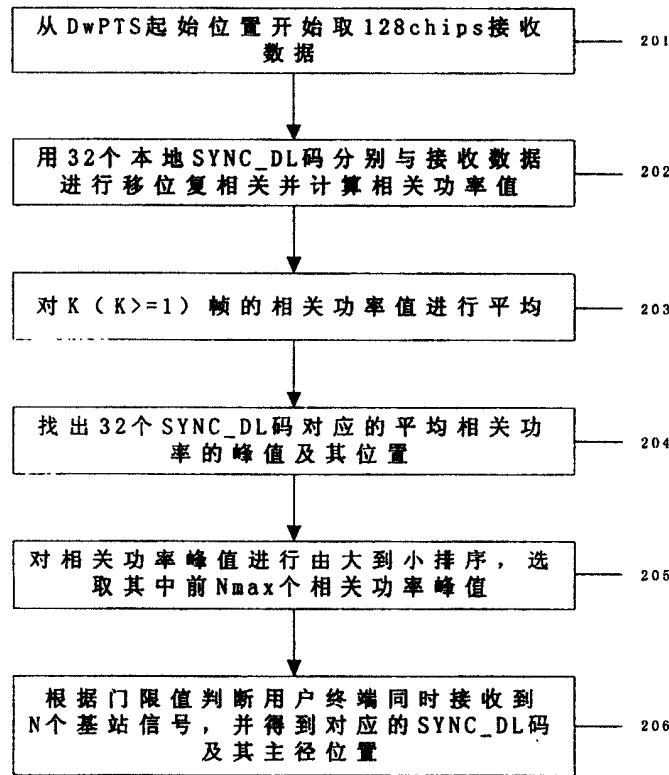 从DwPTS起始位置开始取128chips接收
数据
201
用32个本地SYNC_DL码分别与接收数据
进行移位复相关并计算相关功率值
202
对K（K>=1）帧的相关功率值进行平均
203
找出32个SYNC_DL码对应的平均相关功
率的峰值及其位置
204
对相关功率峰值进行由大到小排序，选
取其中前Nmax个相关功率峰值
205
根据门限值判断用户终端同时接收到
N个基站信号，并得到对应的SYNC_DL码
及其主径位置
206